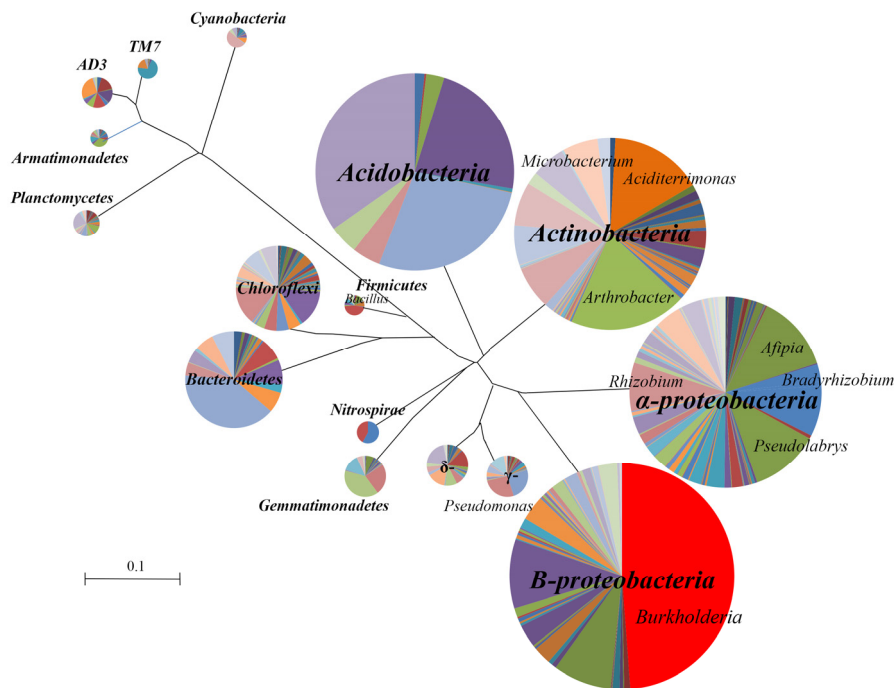 Cyanobacteria
TM7
AD3
Armatimonadetes
Planctomycetes
Acidobacteria
Microbacterium
Aciditerrimonas
Actinobacteria
Arthrobacter
Chloroflexi
Firmicutes
Bacillus
Bacteroidetes
Afipia
Rhizobium
Bradyrhizobium
α-proteobacteria
Pseudolabrys
Nitrospirae
Gemmatimonadetes
δ-
γ-
Pseudomonas
B-proteobacteria
Burkholderia
0.1